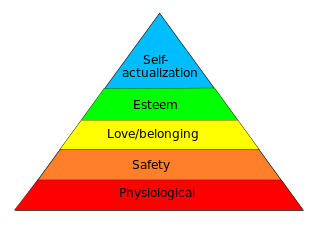 Self-
actualization
Esteem
Love/belonging
Safety
Physiological